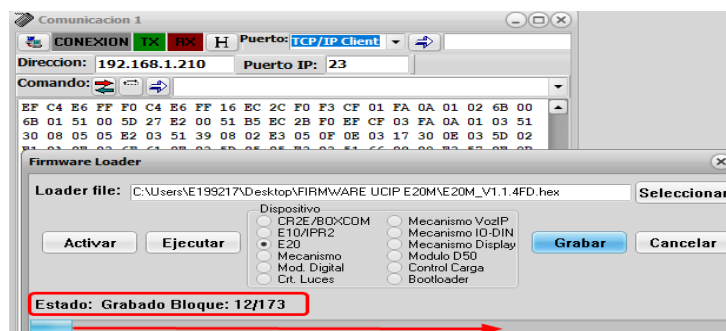 Comunicacion 1
CONEXION TX RX H Puerto: TCP/IP Client
Direccion: 192.168.1.210 Puerto IP: 23
Comando:
EF C4 E6 FF F0 C4 E6 FF 16 EC 2C F0 F3 CF 01 FA 0A 01 02 6B 00
6B 01 51 00 5D 27 E2 00 51 B5 EC 2B F0 EF CF 03 FA 0A 01 03 51
30 08 05 05 E2 03 51 39 08 02 E3 05 0F 0E 03 17 30 0E 03 5D 02
Firmware Loader
Loader file: C:\Users\E199217\Desktop\FIRMWARE UCIP E20M\E20M_V1.1.4FD.hex Seleccionar
Dispositivo
CR2E/BOXCOM Mecanismo VozIP
E10/IPR2 Mecanismo IO-DIN
Activar Ejecutar E20 Mecanismo Display Grabar Cancelar
Mecanismo Modulo D50
Mod. Digital Control Carga
Crt. Luces Bootloader
Estado: Grabado Bloque: 12/173